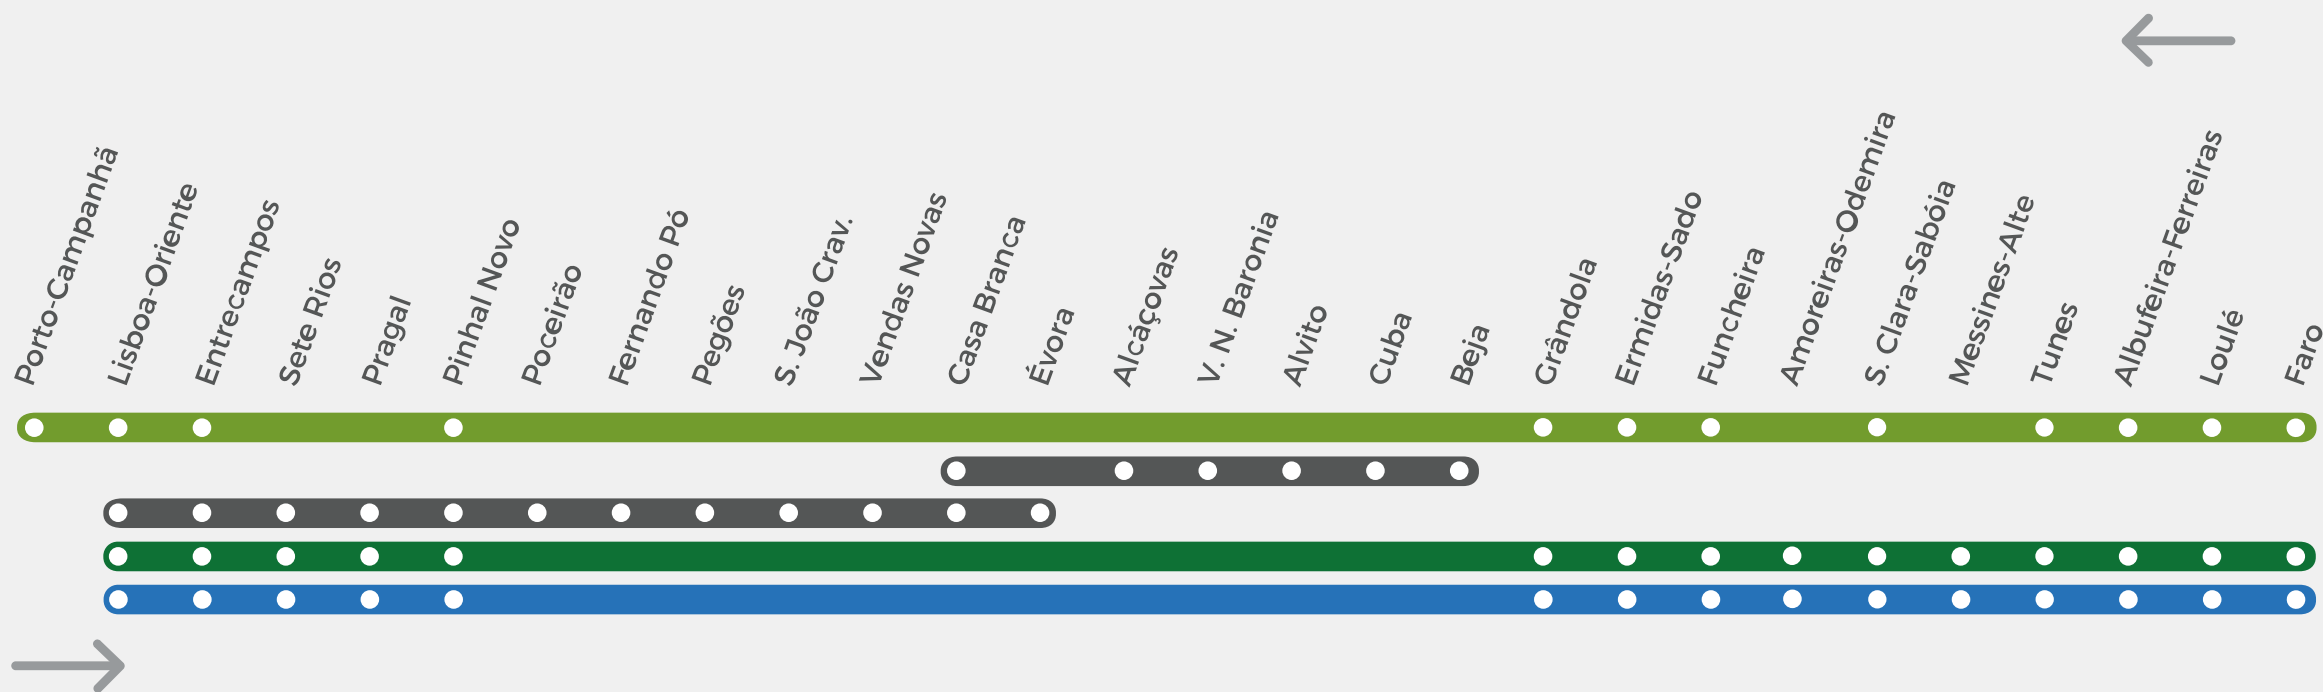 Porto-Campanhã
Lisboa-Oriente
Entrecampos
Sete Rios
Pragal
Pinhal Novo
Poceirão
Fernando Pó
Pegões
S. João Crav.
Vendas Novas
Casa Branca
Évora
Alcáçovas
V. N. Baronia
Alvito
Cuba
Beja
Grândola
Ermidas-Sado
Funcheira
Amoreiras-Odemira
S. Clara-Sabóia
Messines-Alte
Tunes
Albufeira-Ferreiras
Loulé
Faro